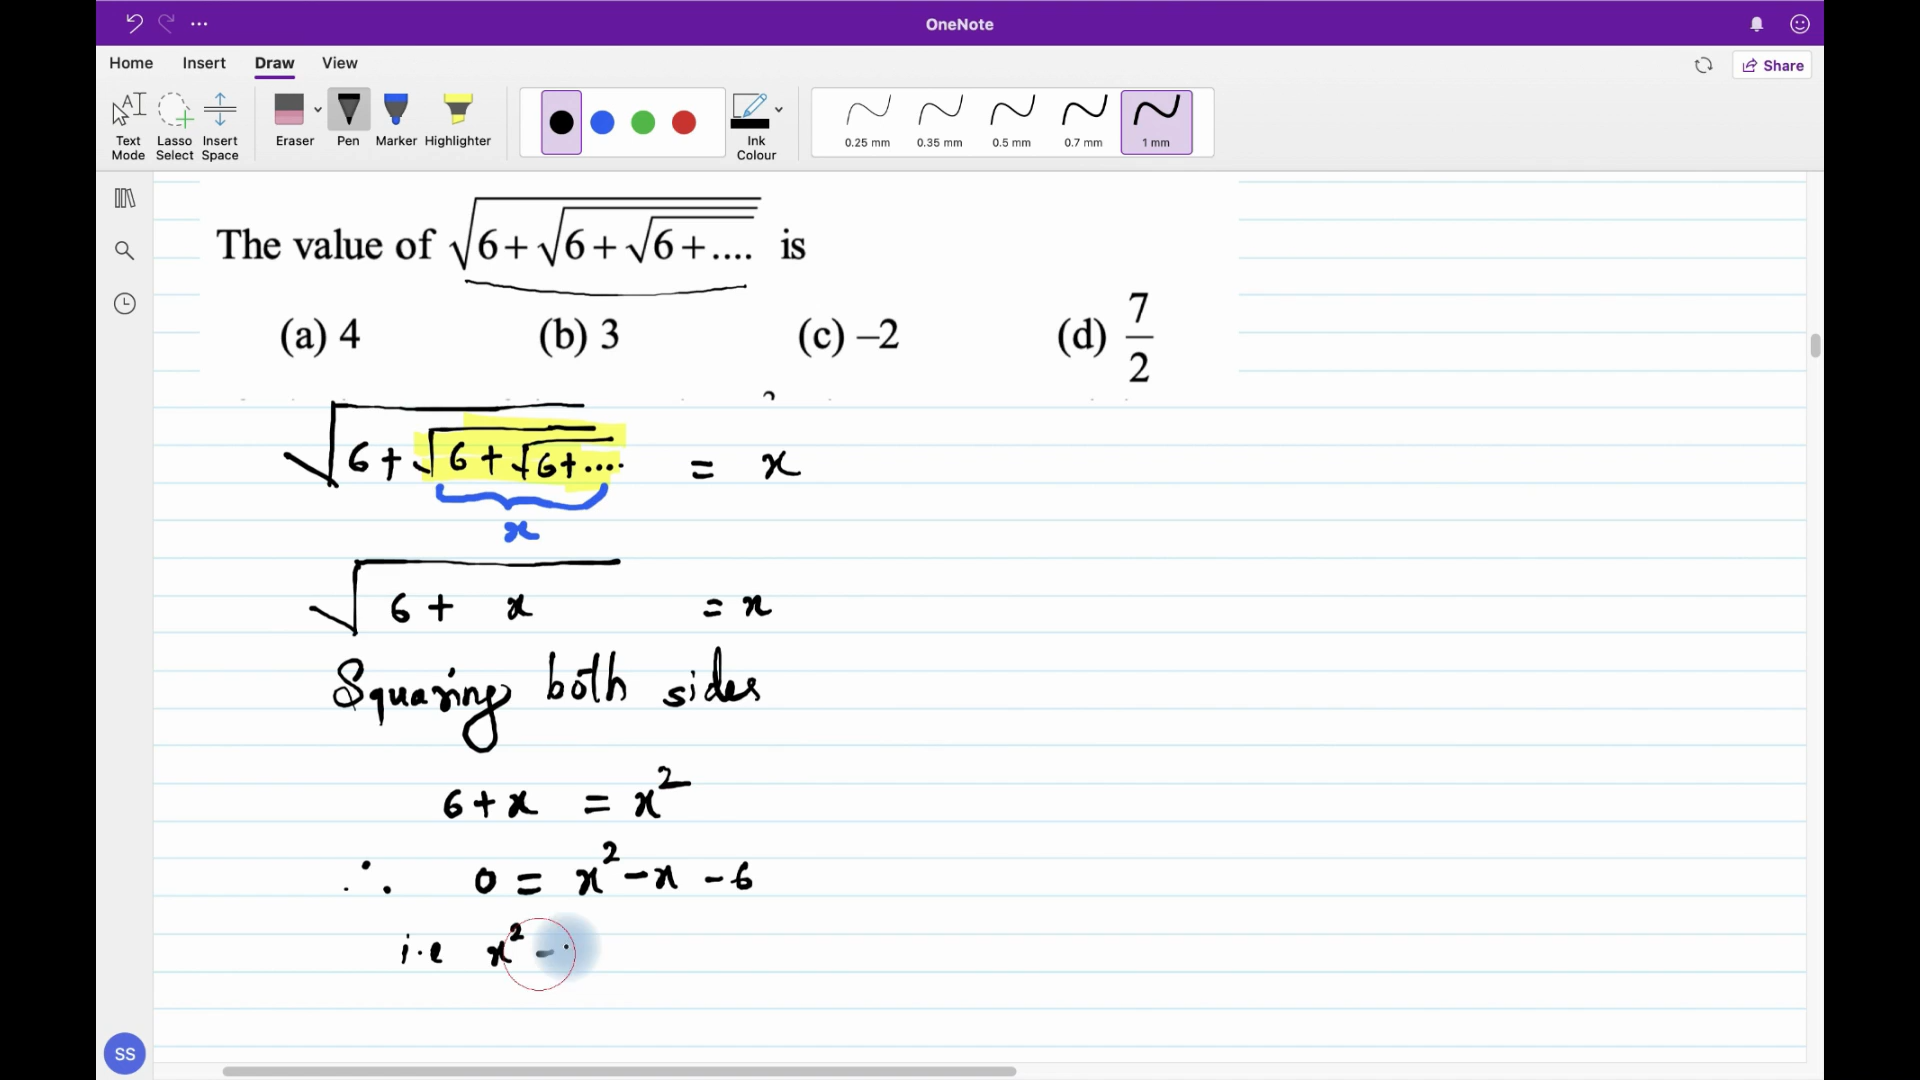 OneNote
Home Insert Draw View
Share
Text Mode
Lasso Select
Insert Space
Eraser
Pen
Marker
Highlighter
Ink Colour
0.25 mm
0.35 mm
0.5 mm
0.7 mm
1 mm
The value of √(6+√(6+√(6+.... is
(a) 4 (b) 3 (c) –2 (d) 7/2
√(6+√(6+√(6+.... = x
x
√(6+ x) = x
Squaring both sides
6+x = x²
∴ 0 = x²-x-6
i.e x² -
SS